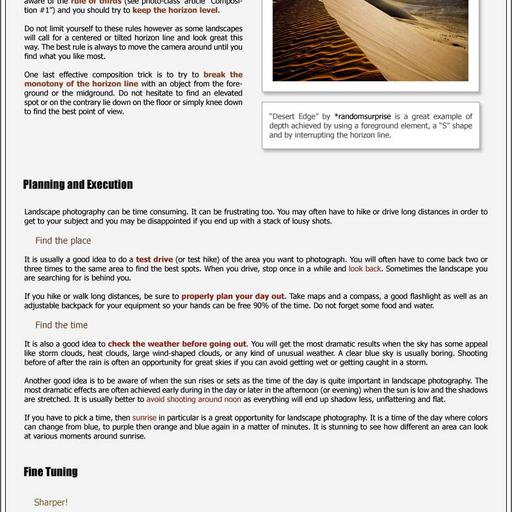 aware of the rule of thirds (see photo-class article "Composi-
tion #1") and you should try to keep the horizon level.
Do not limit yourself to these rules however as some landscapes
will call for a centered or tilted horizon line and look great this
way. The best rule is always to move the camera around until you
find what you like most.
One last effective composition trick is to try to break the
monotony of the horizon line with an object from the fore-
ground or the midground. Do not hesitate to find an elevated
spot or on the contrary lie down on the floor or simply knee down
to find the best point of view.
"Desert Edge" by *randomsurprise is a great example of
depth achieved by using a foreground element, a "S" shape
and by interrupting the horizon line.
Planning and Execution
Landscape photography can be time consuming. It can be frustrating too. You may often have to hike or drive long distances in order to
get to your subject and you may be disappointed if you end up with a stack of lousy shots.
Find the place
It is usually a good idea to do a test drive (or test hike) of the area you want to photograph. You will often have to come back two or
three times to the same area to find the best spots. When you drive, stop once in a while and look back. Sometimes the landscape you
are searching for is behind you.
If you hike or walk long distances, be sure to properly plan your day out. Take maps and a compass, a good flashlight as well as an
adjustable backpack for your equipment so your hands can be free 90% of the time. Do not forget some food and water.
Find the time
It is also a good idea to check the weather before going out. You will get the most dramatic results when the sky has some appeal
like storm clouds, heat clouds, large wind-shaped clouds, or any kind of unusual weather. A clear blue sky is usually boring. Shooting
before of after the rain is often an opportunity for great skies if you can avoid getting wet or getting caught in a storm.
Another good idea is to be aware of when the sun rises or sets as the time of the day is quite important in landscape photography. The
most dramatic effects are often achieved early during in the day or later in the afternoon (or evening) when the sun is low and the shadows
are stretched. It is usually better to avoid shooting around noon as everything will end up shadow less, unflattering and flat.
If you have to pick a time, then sunrise in particular is a great opportunity for landscape photography. It is a time of the day where colors
can change from blue, to purple then orange and blue again in a matter of minutes. It is stunning to see how different an area can look
at various moments around sunrise.
Fine Tuning
Sharper!